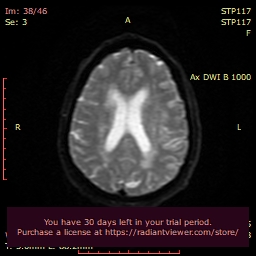 Im: 38/46
Se: 3
A
STP117
STP117
F
Ax DWI B 1000
R
L
You have 30 days left in your trial period.
Purchase a license at https://radiantviewer.com/store/